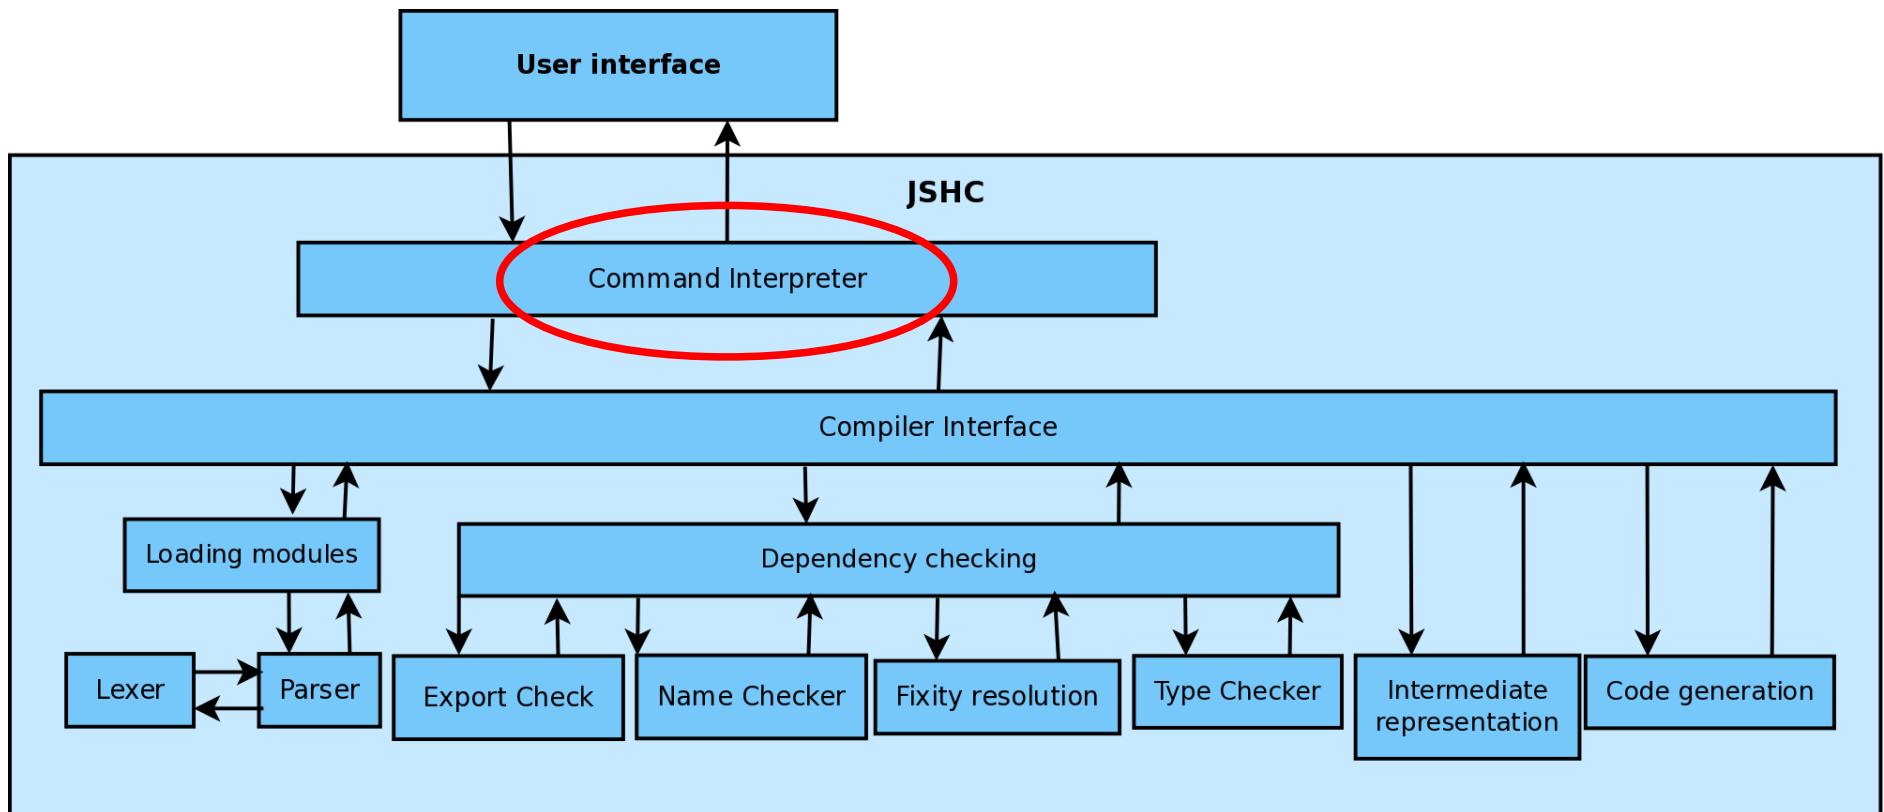 User interface
JSHC
Command Interpreter
Compiler Interface
Loading modules
Dependency checking
Lexer
Parser
Export Check
Name Checker
Fixity resolution
Type Checker
Intermediate
representation
Code generation